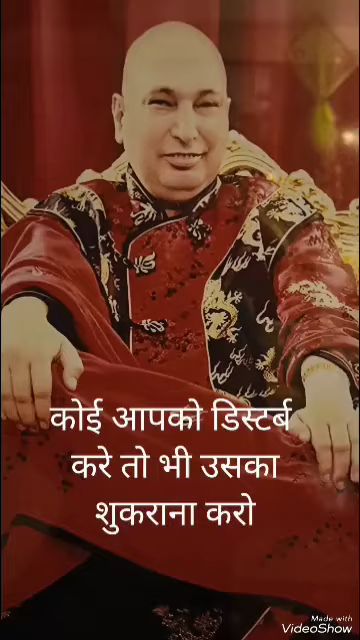 कोई आपको डिस्टर्ब
करे तो भी उसका
शुकराना करो
Made with
VideoShow